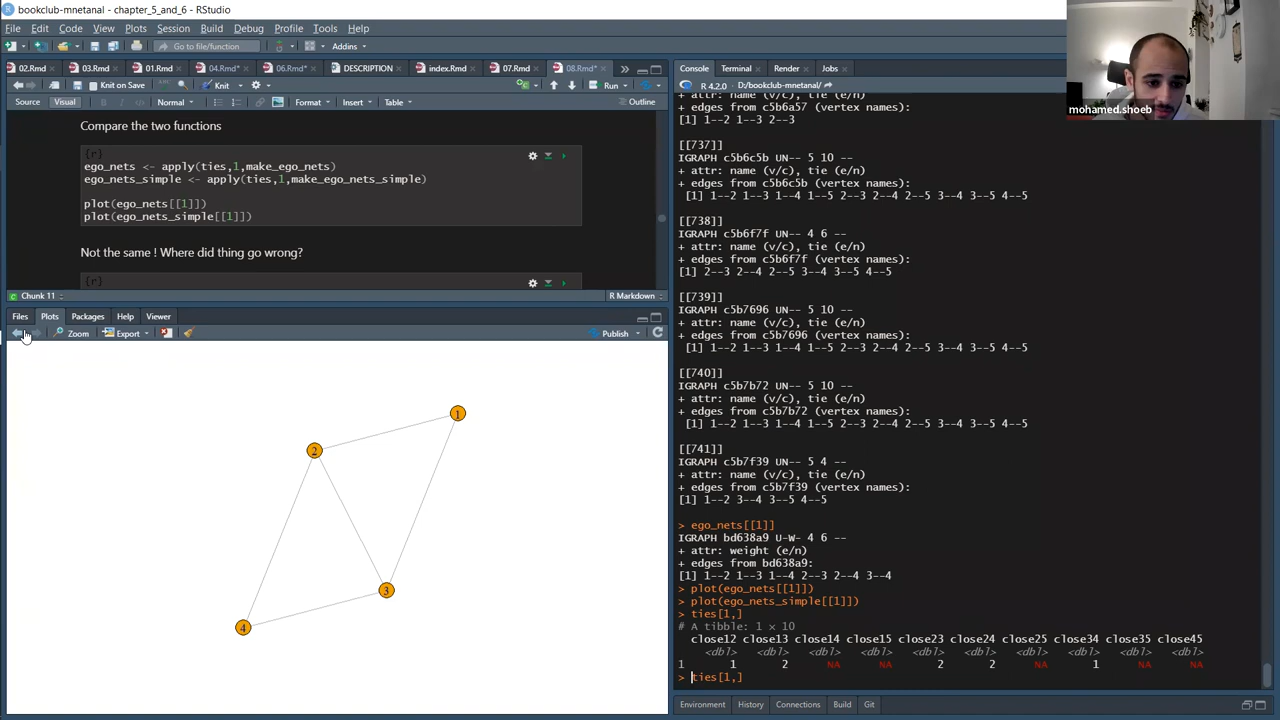 bookclub-mnetanal - chapter_5_and_6 - RStudio
File Edit Code View Plots Session Build Debug Profile Tools Help
Go to file/function Addins
02.Rmd 03.Rmd 01.Rmd 04.Rmd* 06.Rmd* DESCRIPTION index.Rmd 07.Rmd 08.Rmd*
Knit on Save Knit Run
Source Visual B I Normal Format Insert Table Outline
Compare the two functions
{r}
ego_nets <- apply(ties,1,make_ego_nets)
ego_nets_simple <- apply(ties,1,make_ego_nets_simple)
plot(ego_nets[[1]])
plot(ego_nets_simple[[1]])
Not the same ! Where did thing go wrong?
{r}
Chunk 11 R Markdown
Files Plots Packages Help Viewer
Zoom Export Publish
1
2
3
4
Console Terminal Render Jobs
R 4.2.0 . D:/bookclub-mnetanal/
+ attr: name (v/c), tie (e/n)
+ edges from c5b6a57 (vertex names):
[1] 1--2 1--3 2--3
[[737]]
IGRAPH c5b6c5b UN-- 5 10 --
+ attr: name (v/c), tie (e/n)
+ edges from c5b6c5b (vertex names):
[1] 1--2 1--3 1--4 1--5 2--3 2--4 2--5 3--4 3--5 4--5
[[738]]
IGRAPH c5b6f7f UN-- 4 6 --
+ attr: name (v/c), tie (e/n)
+ edges from c5b6f7f (vertex names):
[1] 2--3 2--4 2--5 3--4 3--5 4--5
[[739]]
IGRAPH c5b7696 UN-- 5 10 --
+ attr: name (v/c), tie (e/n)
+ edges from c5b7696 (vertex names):
[1] 1--2 1--3 1--4 1--5 2--3 2--4 2--5 3--4 3--5 4--5
[[740]]
IGRAPH c5b7b72 UN-- 5 10 --
+ attr: name (v/c), tie (e/n)
+ edges from c5b7b72 (vertex names):
[1] 1--2 1--3 1--4 1--5 2--3 2--4 2--5 3--4 3--5 4--5
[[741]]
IGRAPH c5b7f39 UN-- 5 4 --
+ attr: name (v/c), tie (e/n)
+ edges from c5b7f39 (vertex names):
[1] 1--2 3--4 3--5 4--5
> ego_nets[[1]]
IGRAPH bd638a9 U-W- 4 6 --
+ attr: weight (e/n)
+ edges from bd638a9:
[1] 1--2 1--3 1--4 2--3 2--4 3--4
> plot(ego_nets[[1]])
> plot(ego_nets_simple[[1]])
> ties[1,]
# A tibble: 1 × 10
close12 close13 close14 close15 close23 close24 close25 close34 close35 close45
<dbl> <dbl> <dbl> <dbl> <dbl> <dbl> <dbl> <dbl> <dbl> <dbl>
1 1 2 NA NA 2 2 NA 1 NA NA
> ties[1,]
Environment History Connections Build Git
mohamed.shoeb